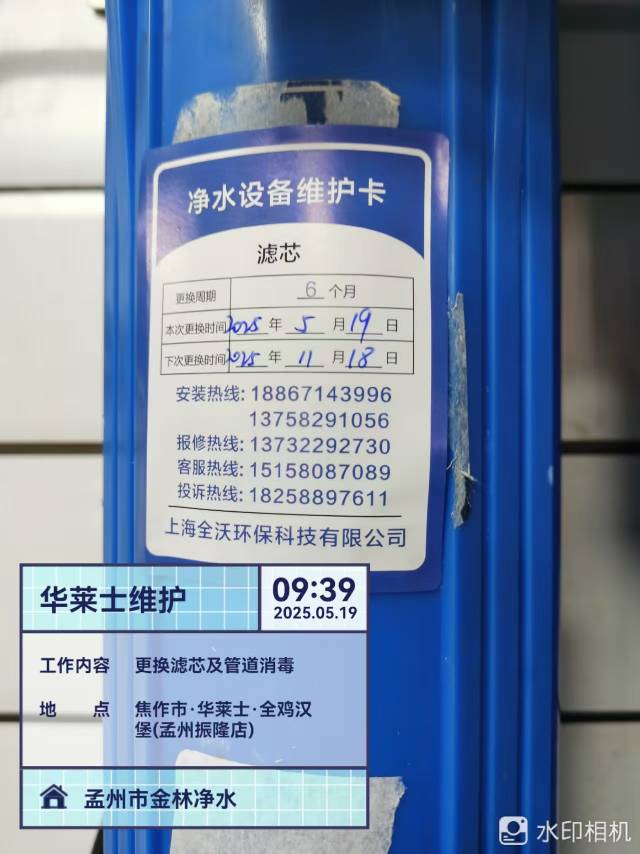 净水设备维护卡
滤芯
更换周期 6 个月
本次更换时间 2025 年 5 月 19 日
下次更换时间 2025 年 11 月 18 日
安装热线: 18867143996
13758291056
报修热线: 13732292730
客服热线: 15158087089
投诉热线: 18258897611
上海全沃环保科技有限公司
华莱士维护
09:39
2025.05.19
工作内容 更换滤芯及管道消毒
地 点 焦作市·华莱士·全鸡汉
堡(孟州振隆店)
孟州市金林净水
水印相机